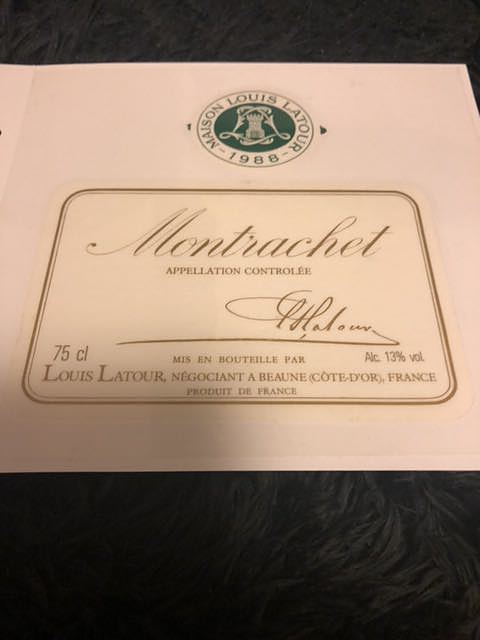 MAISON LOUIS LATOUR
1988
Montrachet
APPELLATION CONTROLÉE
LHLatour
75 cl
Alc. 13% vol.
MIS EN BOUTEILLE PAR
LOUIS LATOUR, NÉGOCIANT A BEAUNE (CÔTE-D'OR), FRANCE
PRODUIT DE FRANCE